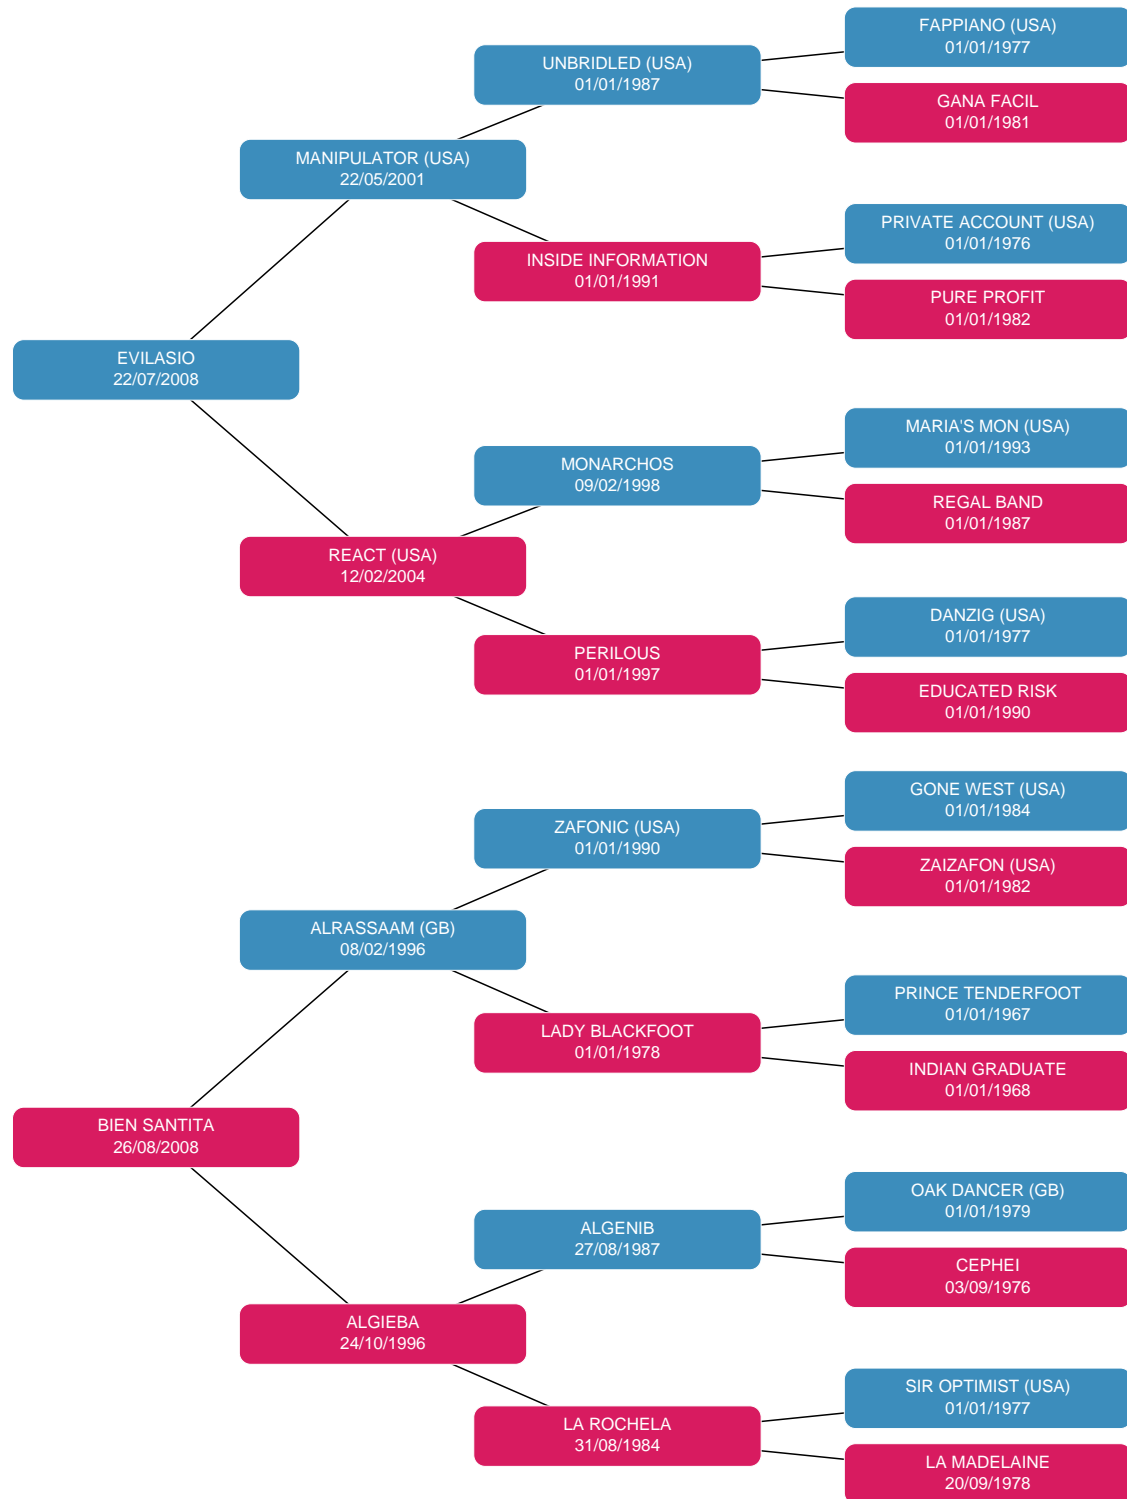 FAPPIANO (USA)
01/01/1977
UNBRIDLED (USA)
01/01/1987
GANA FACIL
01/01/1981
MANIPULATOR (USA)
22/05/2001
PRIVATE ACCOUNT (USA)
01/01/1976
INSIDE INFORMATION
01/01/1991
PURE PROFIT
01/01/1982
EVILASIO
22/07/2008
MARIA'S MON (USA)
01/01/1993
MONARCHOS
09/02/1998
REGAL BAND
01/01/1987
REACT (USA)
12/02/2004
DANZIG (USA)
01/01/1977
PERILOUS
01/01/1997
EDUCATED RISK
01/01/1990
GONE WEST (USA)
01/01/1984
ZAFONIC (USA)
01/01/1990
ZAIZAFON (USA)
01/01/1982
ALRASSAAM (GB)
08/02/1996
PRINCE TENDERFOOT
01/01/1967
LADY BLACKFOOT
01/01/1978
INDIAN GRADUATE
01/01/1968
BIEN SANTITA
26/08/2008
OAK DANCER (GB)
01/01/1979
ALGENIB
27/08/1987
CEPHEI
03/09/1976
ALGIEBA
24/10/1996
SIR OPTIMIST (USA)
01/01/1977
LA ROCHELA
31/08/1984
LA MADELAINE
20/09/1978